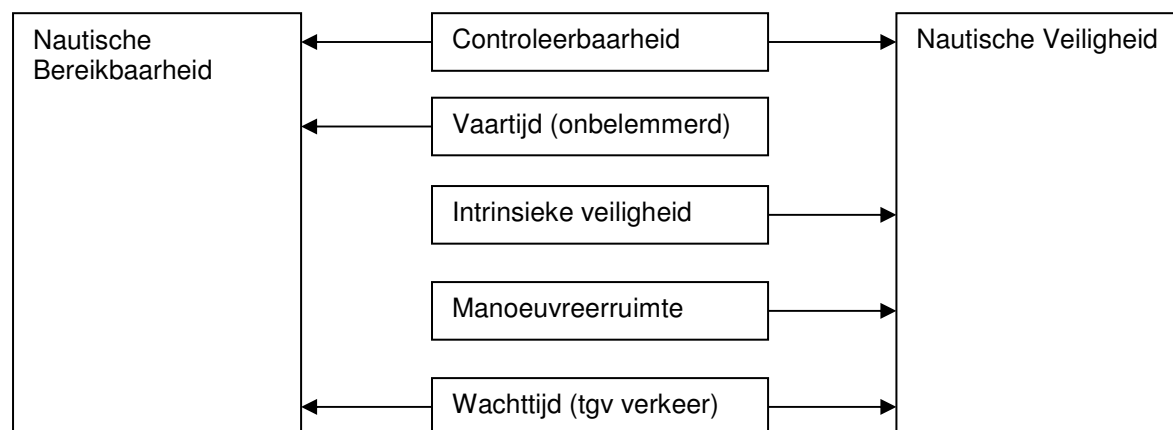 Nautische
Bereikbaarheid
Controleerbaarheid
Nautische Veiligheid
Vaartijd (onbelemmerd)
Intrinsieke veiligheid
Manoeuvreerruimte
Wachttijd (tgv verkeer)